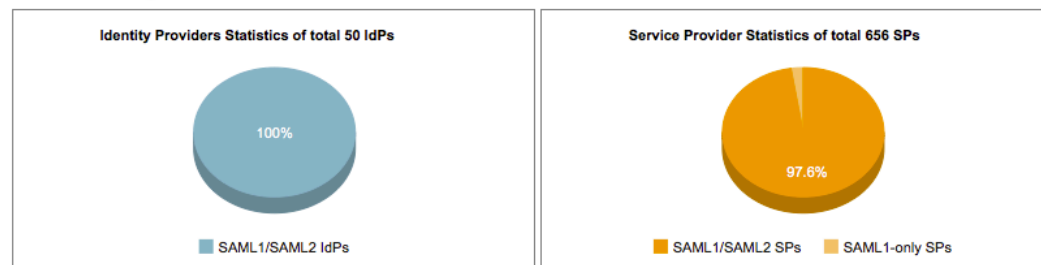 Identity Providers Statistics of total 50 IdPs
100%
SAML1/SAML2 IdPs
Service Provider Statistics of total 656 SPs
97.6%
SAML1/SAML2 SPs
SAML1-only SPs